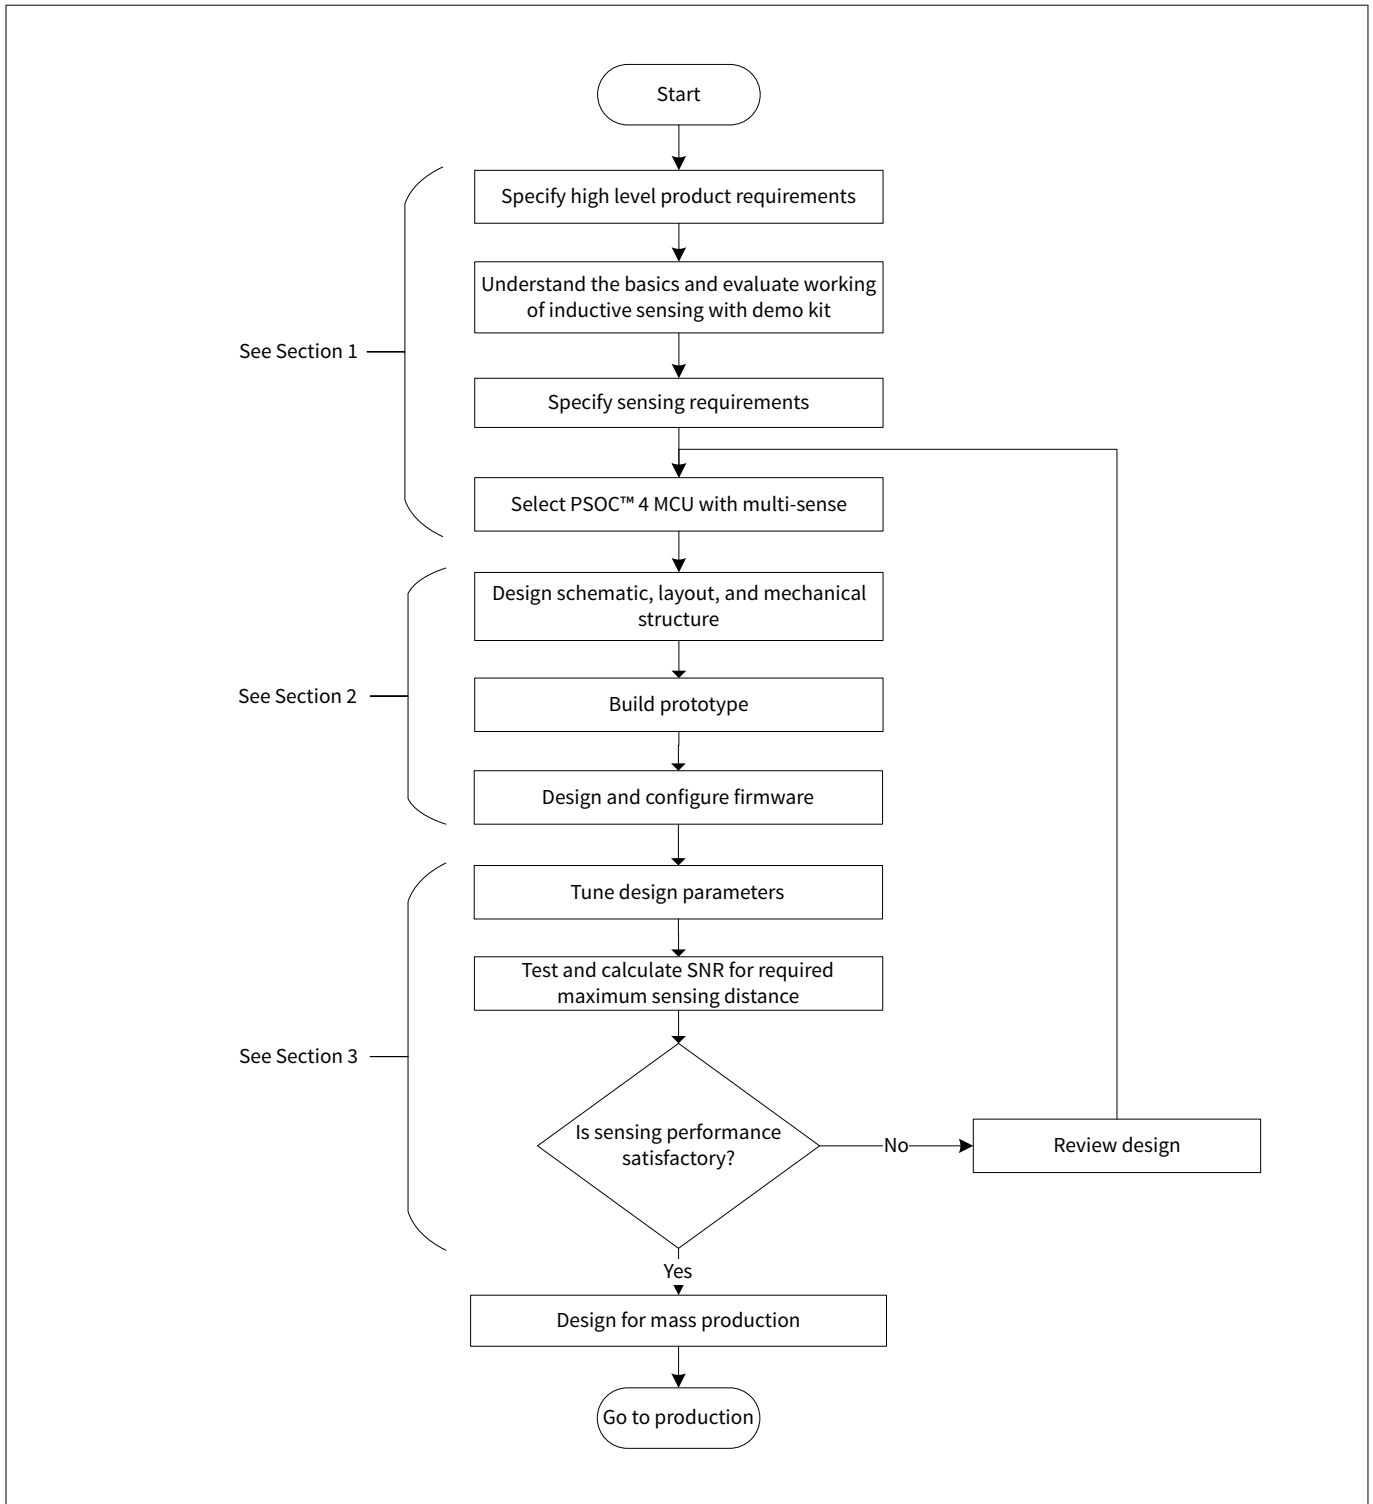 Start
Specify high level product requirements
Understand the basics and evaluate working
of inductive sensing with demo kit
See Section 1
Specify sensing requirements
Select PSOC™ 4 MCU with multi-sense
Design schematic, layout, and mechanical
structure
See Section 2
Build prototype
Design and configure firmware
Tune design parameters
Test and calculate SNR for required
maximum sensing distance
See Section 3
Is sensing performance
satisfactory?
No
Review design
Yes
Design for mass production
Go to production